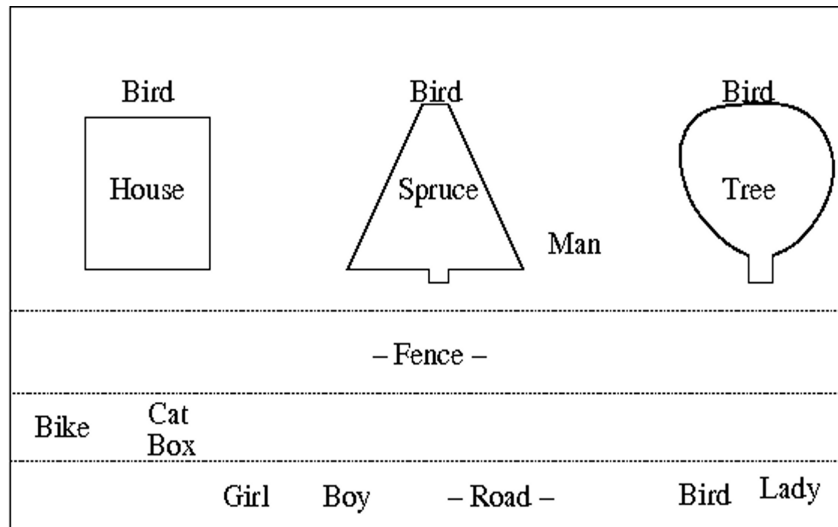 Bird Bird Bird
House Spruce Tree
Man
– Fence –
Bike Cat
Box
Girl Boy – Road – Bird Lady